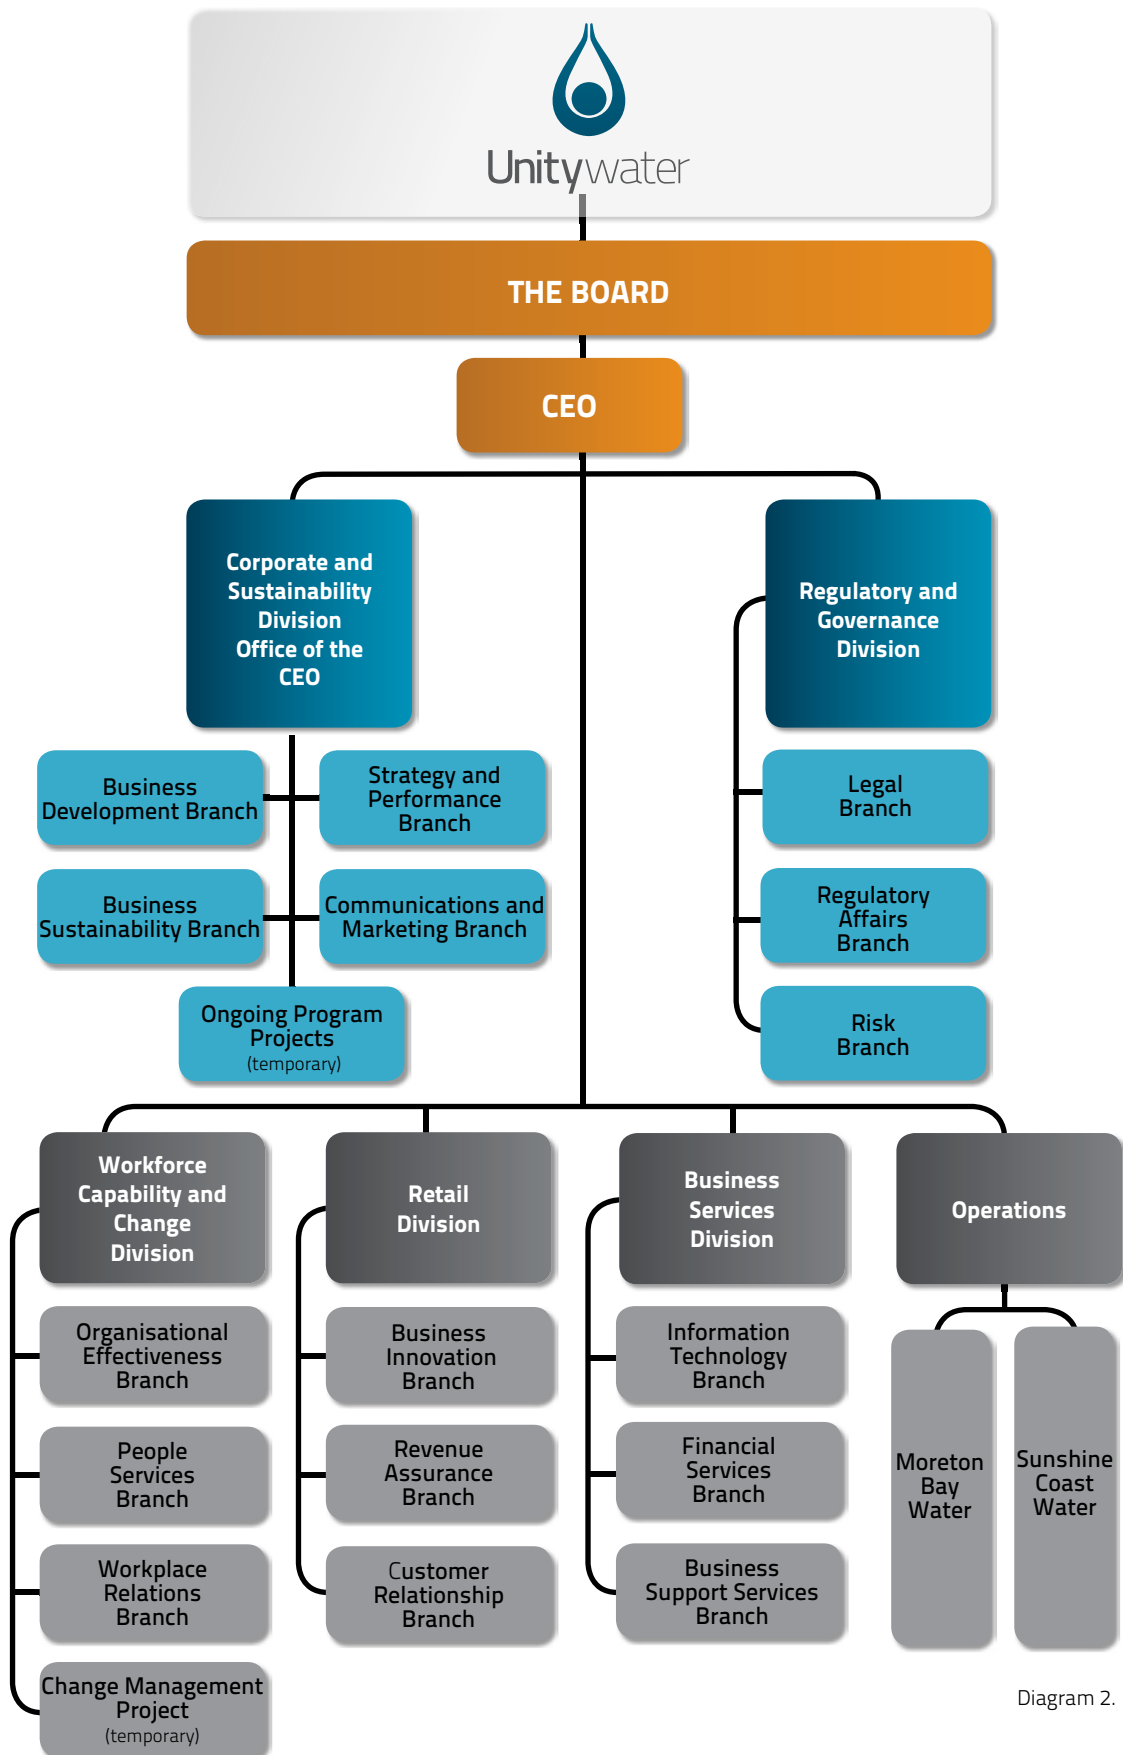 Unitywater
THE BOARD
CEO
Corporate and
Sustainability
Division
Office of the
CEO
Regulatory and
Governance
Division
Business
Development Branch
Strategy and
Performance
Branch
Legal
Branch
Business
Sustainability Branch
Communications and
Marketing Branch
Regulatory
Affairs
Branch
Ongoing Program
Projects
(temporary)
Risk
Branch
Workforce
Capability and
Change
Division
Retail
Division
Business
Services
Division
Operations
Organisational
Effectiveness
Branch
Business
Innovation
Branch
Information
Technology
Branch
People
Services
Branch
Revenue
Assurance
Branch
Financial
Services
Branch
Moreton
Bay
Water
Sunshine
Coast
Water
Workplace
Relations
Branch
Customer
Relationship
Branch
Business
Support Services
Branch
Change Management
Project
(temporary)
Diagram 2.